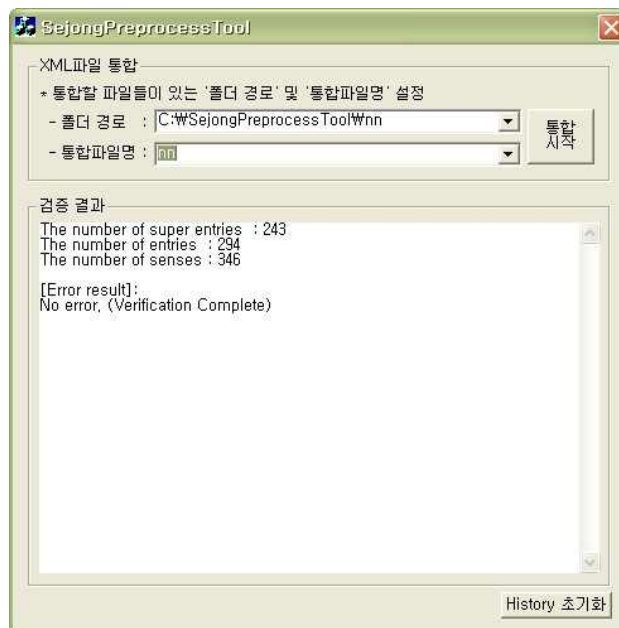 SejongPreprocessTool
XML파일 통합
* 통합할 파일들이 있는 '폴더 경로' 및 '통합파일명' 설정
- 폴더 경로 : C:₩SejongPreprocessTool₩nn
통합
시작
- 통합파일명 : nn
검증 결과
The number of super entries : 243
The number of entries : 294
The number of senses : 346
[Error result]:
No error, (Verification Complete)
History 초기화